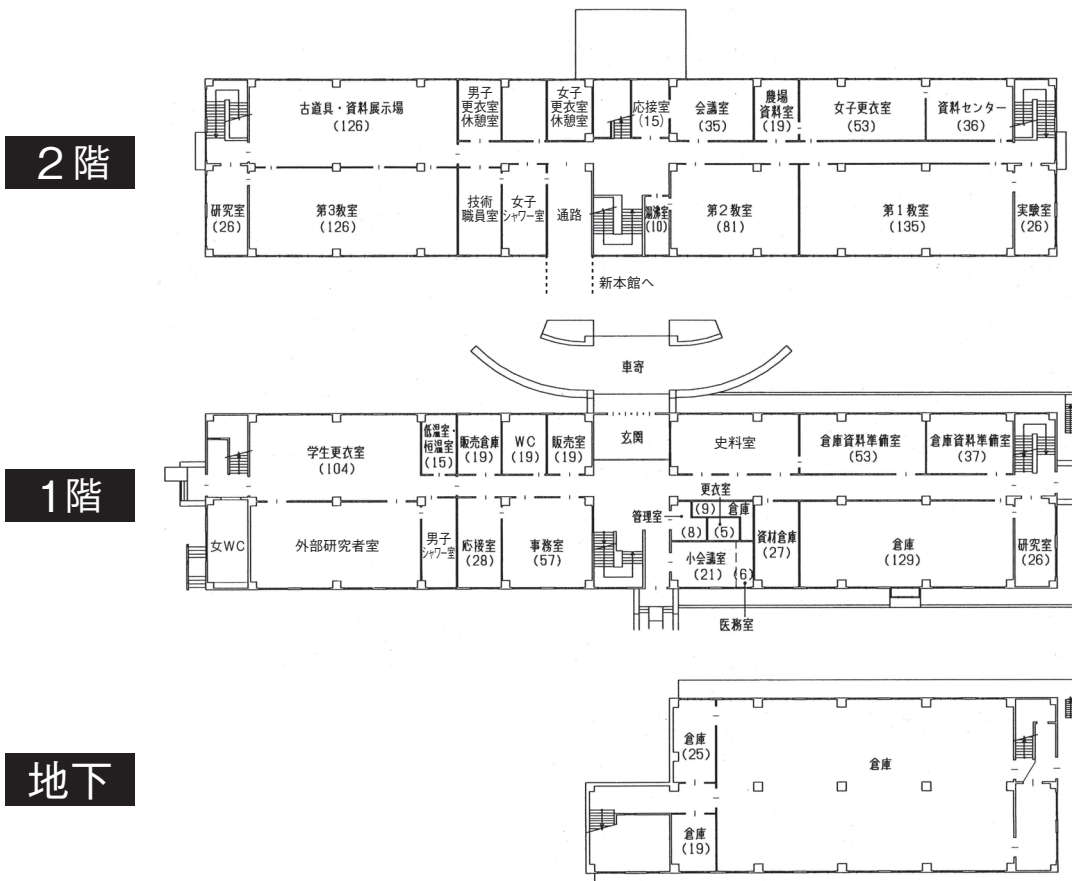 2階
古道具・資料展示場
(126)
男子
更衣室
休憩室
女子
更衣室
休憩室
応接室
(15)
会議室
(35)
農場
資料室
(19)
女子更衣室
(53)
資料センター
(36)
研究室
(26)
第3教室
(126)
技術
職員室
女子
シャワー室
通路
湯沸室
(10)
第2教室
(81)
第1教室
(135)
実験室
(26)
新本館へ
車寄
1階
学生更衣室
(104)
低温室・
恒温室
(15)
販売倉庫
(19)
WC
(19)
販売室
(19)
玄関
史料室
倉庫資料準備室
(53)
倉庫資料準備室
(37)
更衣室
(9)
倉庫
管理室
(8)
(5)
女WC
外部研究者室
男子
シャワー室
応接室
(28)
事務室
(57)
小会議室
(21)
(6)
資材倉庫
(27)
倉庫
(129)
研究室
(26)
医務室
地下
倉庫
(25)
倉庫
倉庫
(19)